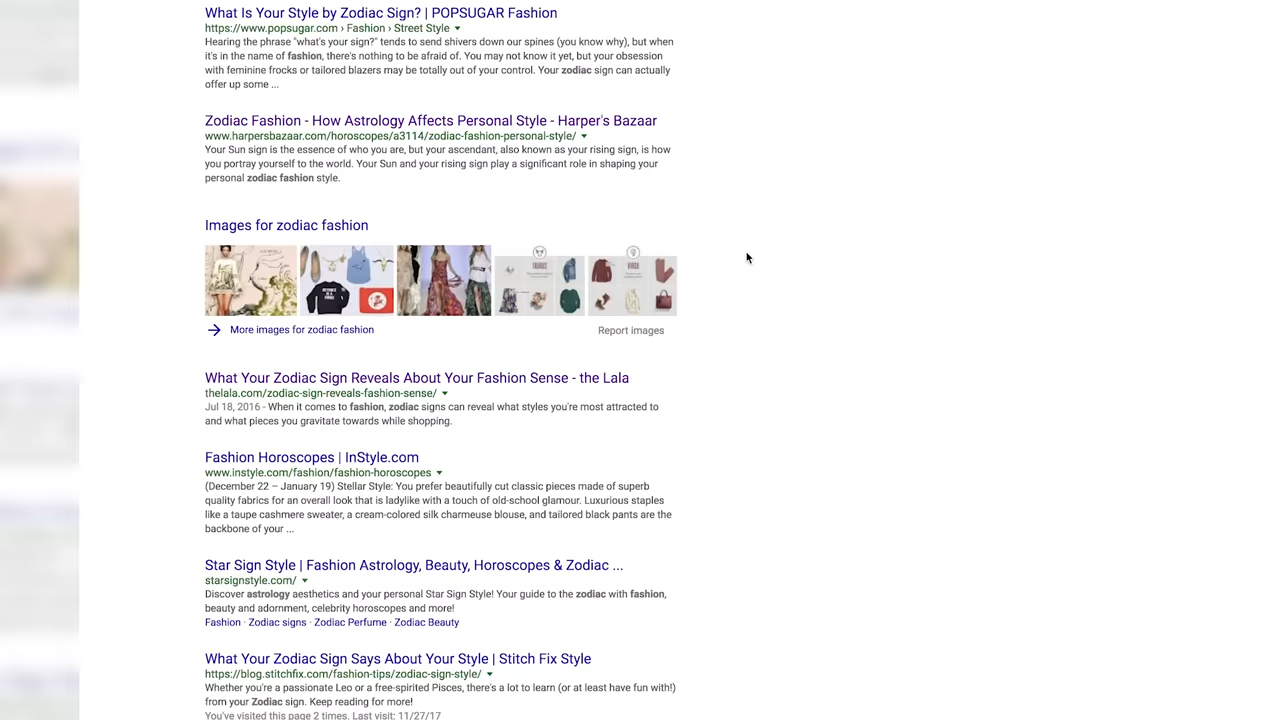 What Is Your Style by Zodiac Sign? | POPSUGAR Fashion
https://www.popsugar.com › Fashion › Street Style
Hearing the phrase "what's your sign?" tends to send shivers down our spines (you know why), but when
it's in the name of fashion, there's nothing to be afraid of. You may not know it yet, but your obsession
with feminine frocks or tailored blazers may be totally out of your control. Your zodiac sign can actually
offer up some ...
Zodiac Fashion - How Astrology Affects Personal Style - Harper's Bazaar
www.harpersbazaar.com/horoscopes/a3114/zodiac-fashion-personal-style/
Your Sun sign is the essence of who you are, but your ascendant, also known as your rising sign, is how
you portray yourself to the world. Your Sun and your rising sign play a significant role in shaping your
personal zodiac fashion style.
Images for zodiac fashion
TAURUS
VIRGO
More images for zodiac fashion
Report images
What Your Zodiac Sign Reveals About Your Fashion Sense - the Lala
thelala.com/zodiac-sign-reveals-fashion-sense/
Jul 18, 2016 - When it comes to fashion, zodiac signs can reveal what styles you're most attracted to
and what pieces you gravitate towards while shopping.
Fashion Horoscopes | InStyle.com
www.instyle.com/fashion/fashion-horoscopes
(December 22 – January 19) Stellar Style: You prefer beautifully cut classic pieces made of superb
quality fabrics for an overall look that is ladylike with a touch of old-school glamour. Luxurious staples
like a taupe cashmere sweater, a cream-colored silk charmeuse blouse, and tailored black pants are the
backbone of your ...
Star Sign Style | Fashion Astrology, Beauty, Horoscopes & Zodiac ...
starsignstyle.com/
Discover astrology aesthetics and your personal Star Sign Style! Your guide to the zodiac with fashion,
beauty and adornment, celebrity horoscopes and more!
Fashion · Zodiac signs · Zodiac Perfume · Zodiac Beauty
What Your Zodiac Sign Says About Your Style | Stitch Fix Style
https://blog.stitchfix.com/fashion-tips/zodiac-sign-style/
Whether you're a passionate Leo or a free-spirited Pisces, there's a lot to learn (or at least have fun with!)
from your Zodiac sign. Keep reading for more!
You've visited this page 2 times. Last visit: 11/27/17